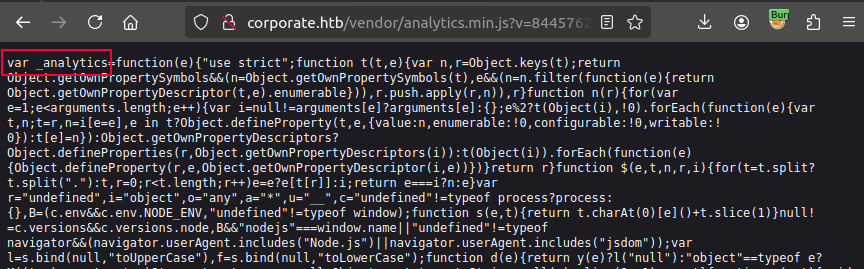 corporate.htb/vendor/analytics.min.js?v=8445762
Bur
var _analytics=function(e){"use strict";function t(t,e){var n,r=Object.keys(t);return
Object.getOwnPropertySymbols&&(n=Object.getOwnPropertySymbols(t),e&&(n=n.filter(function(e){return
Object.getOwnPropertyDescriptor(t,e).enumerable})),r.push.apply(r,n)),r}function n(r){for(var
e=1;e<arguments.length;e++){var i=null!=arguments[e]?arguments[e]:{};e%2?t(Object(i),!0).forEach(function(e){var
t,n;t=r,n=i[e=e],e in t?Object.defineProperty(t,e,{value:n,enumerable:!0,configurable:!0,writable:!
0}):t[e]=n}):Object.getOwnPropertyDescriptors?
Object.defineProperties(r,Object.getOwnPropertyDescriptors(i)):t(Object(i)).forEach(function(e)
{Object.defineProperty(r,e,Object.getOwnPropertyDescriptor(i,e))})}return r}function $(e,t,n,r,i){for(t=t.split?
t.split("."):t,r=0;r<t.length;r++)e=e?e[t[r]]:i;return e===i?n:e}var
r="undefined",i="object",o="any",a="*",u="__",c="undefined"!=typeof process?process:
{},B=(c.env&&c.env.NODE_ENV,"undefined"!=typeof window);function s(e,t){return t.charAt(0)[e]()+t.slice(1)}null!
=c.versions&&c.versions.node,B&&"nodejs"===window.name||"undefined"!=typeof
navigator&&(navigator.userAgent.includes("Node.js")||navigator.userAgent.includes("jsdom"));var
l=s.bind(null,"toUpperCase"),f=s.bind(null,"toLowerCase");function d(e){return y(e)?l("null"):"object"==typeof e?